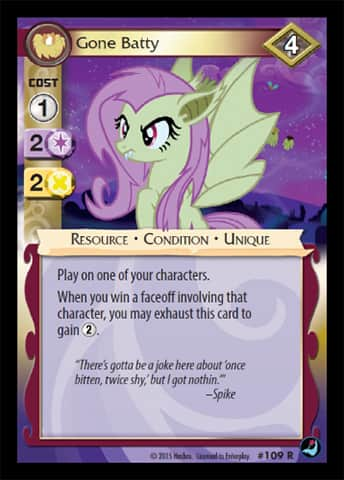 Gone Batty
4
COST
1
2
2
RESOURCE • CONDITION • UNIQUE
Play on one of your characters.
When you win a faceoff involving that
character, you may exhaust this card to
gain 2.
"There's gotta be a joke here about 'once
bitten, twice shy,' but I got nothin.'"
–Spike
© 2015 Hasbro. Licensed to Enterplay.
#109 R